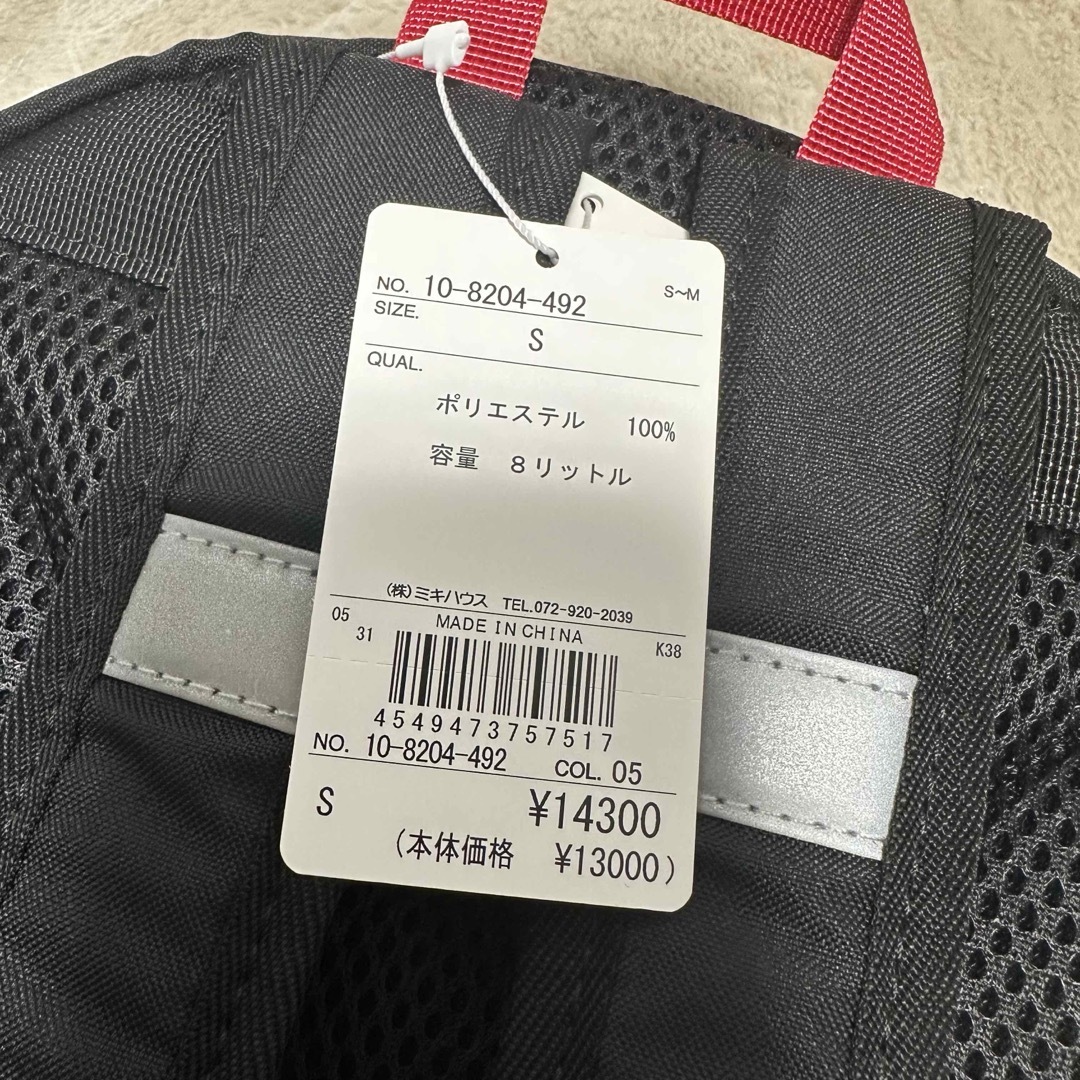 NO. 10-8204-492 S~M
SIZE.
S
QUAL.
ポリエステル 100%
容量 8リットル
(株)ミキハウス TEL.072-920-2039
05 MADE IN CHINA
31 K38
4549473757517
NO. 10-8204-492 COL. 05
S ¥14300
(本体価格 ¥13000)